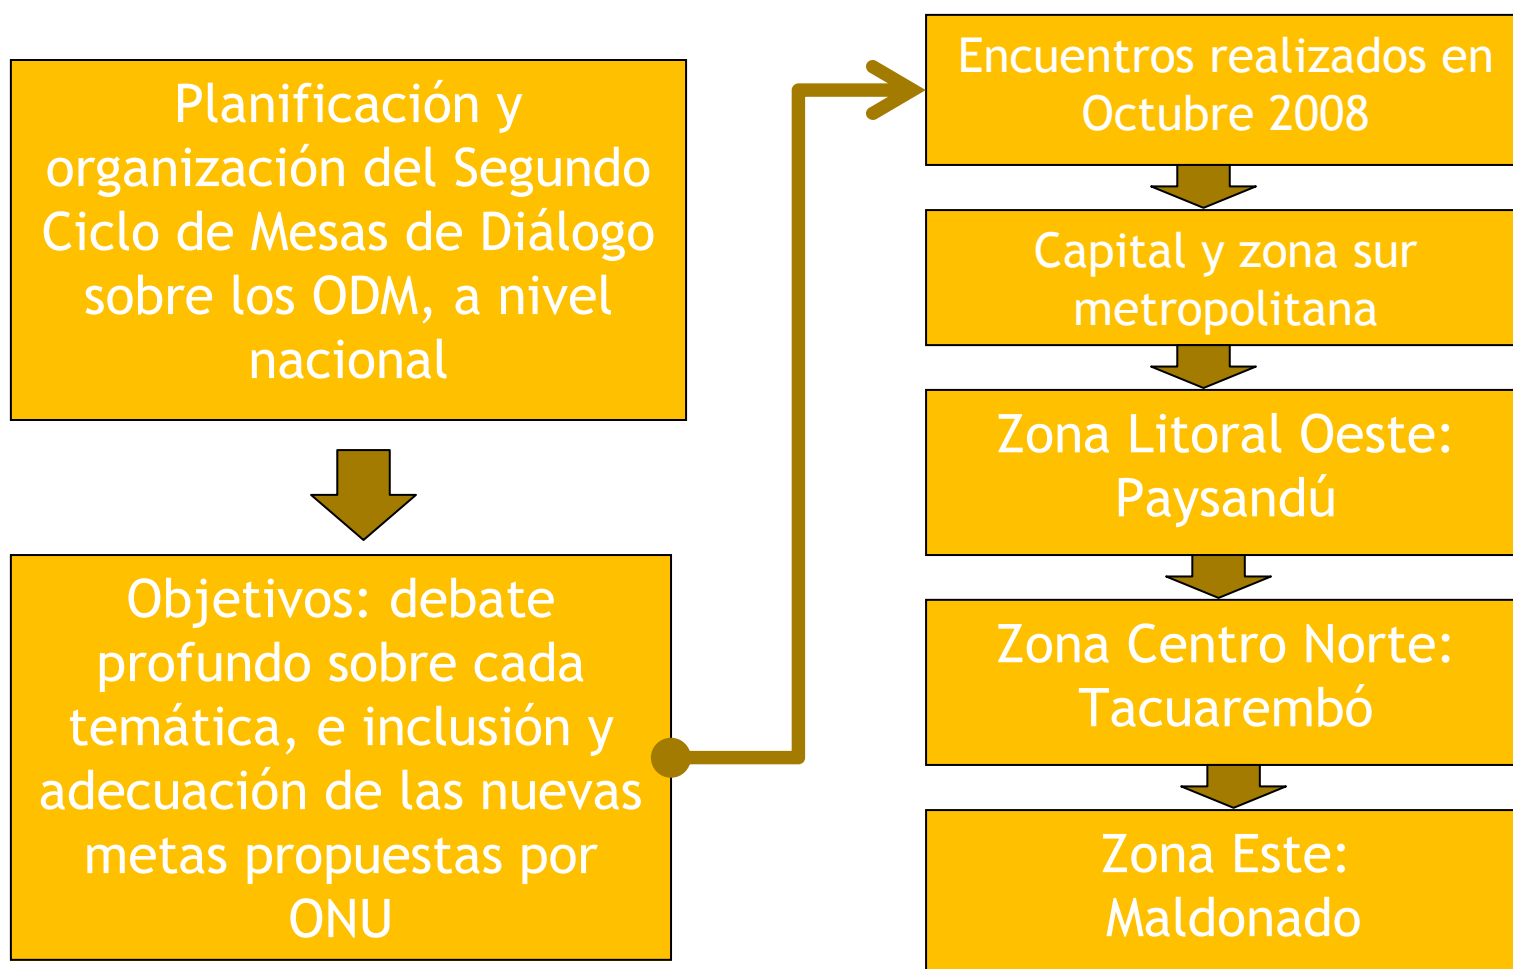 Planificación y
organización del Segundo
Ciclo de Mesas de Diálogo
sobre los ODM, a nivel
nacional
Objetivos: debate
profundo sobre cada
temática, e inclusión y
adecuación de las nuevas
metas propuestas por
ONU
Encuentros realizados en
Octubre 2008
Capital y zona sur
metropolitana
Zona Litoral Oeste:
Paysandú
Zona Centro Norte:
Tacuarembó
Zona Este:
Maldonado